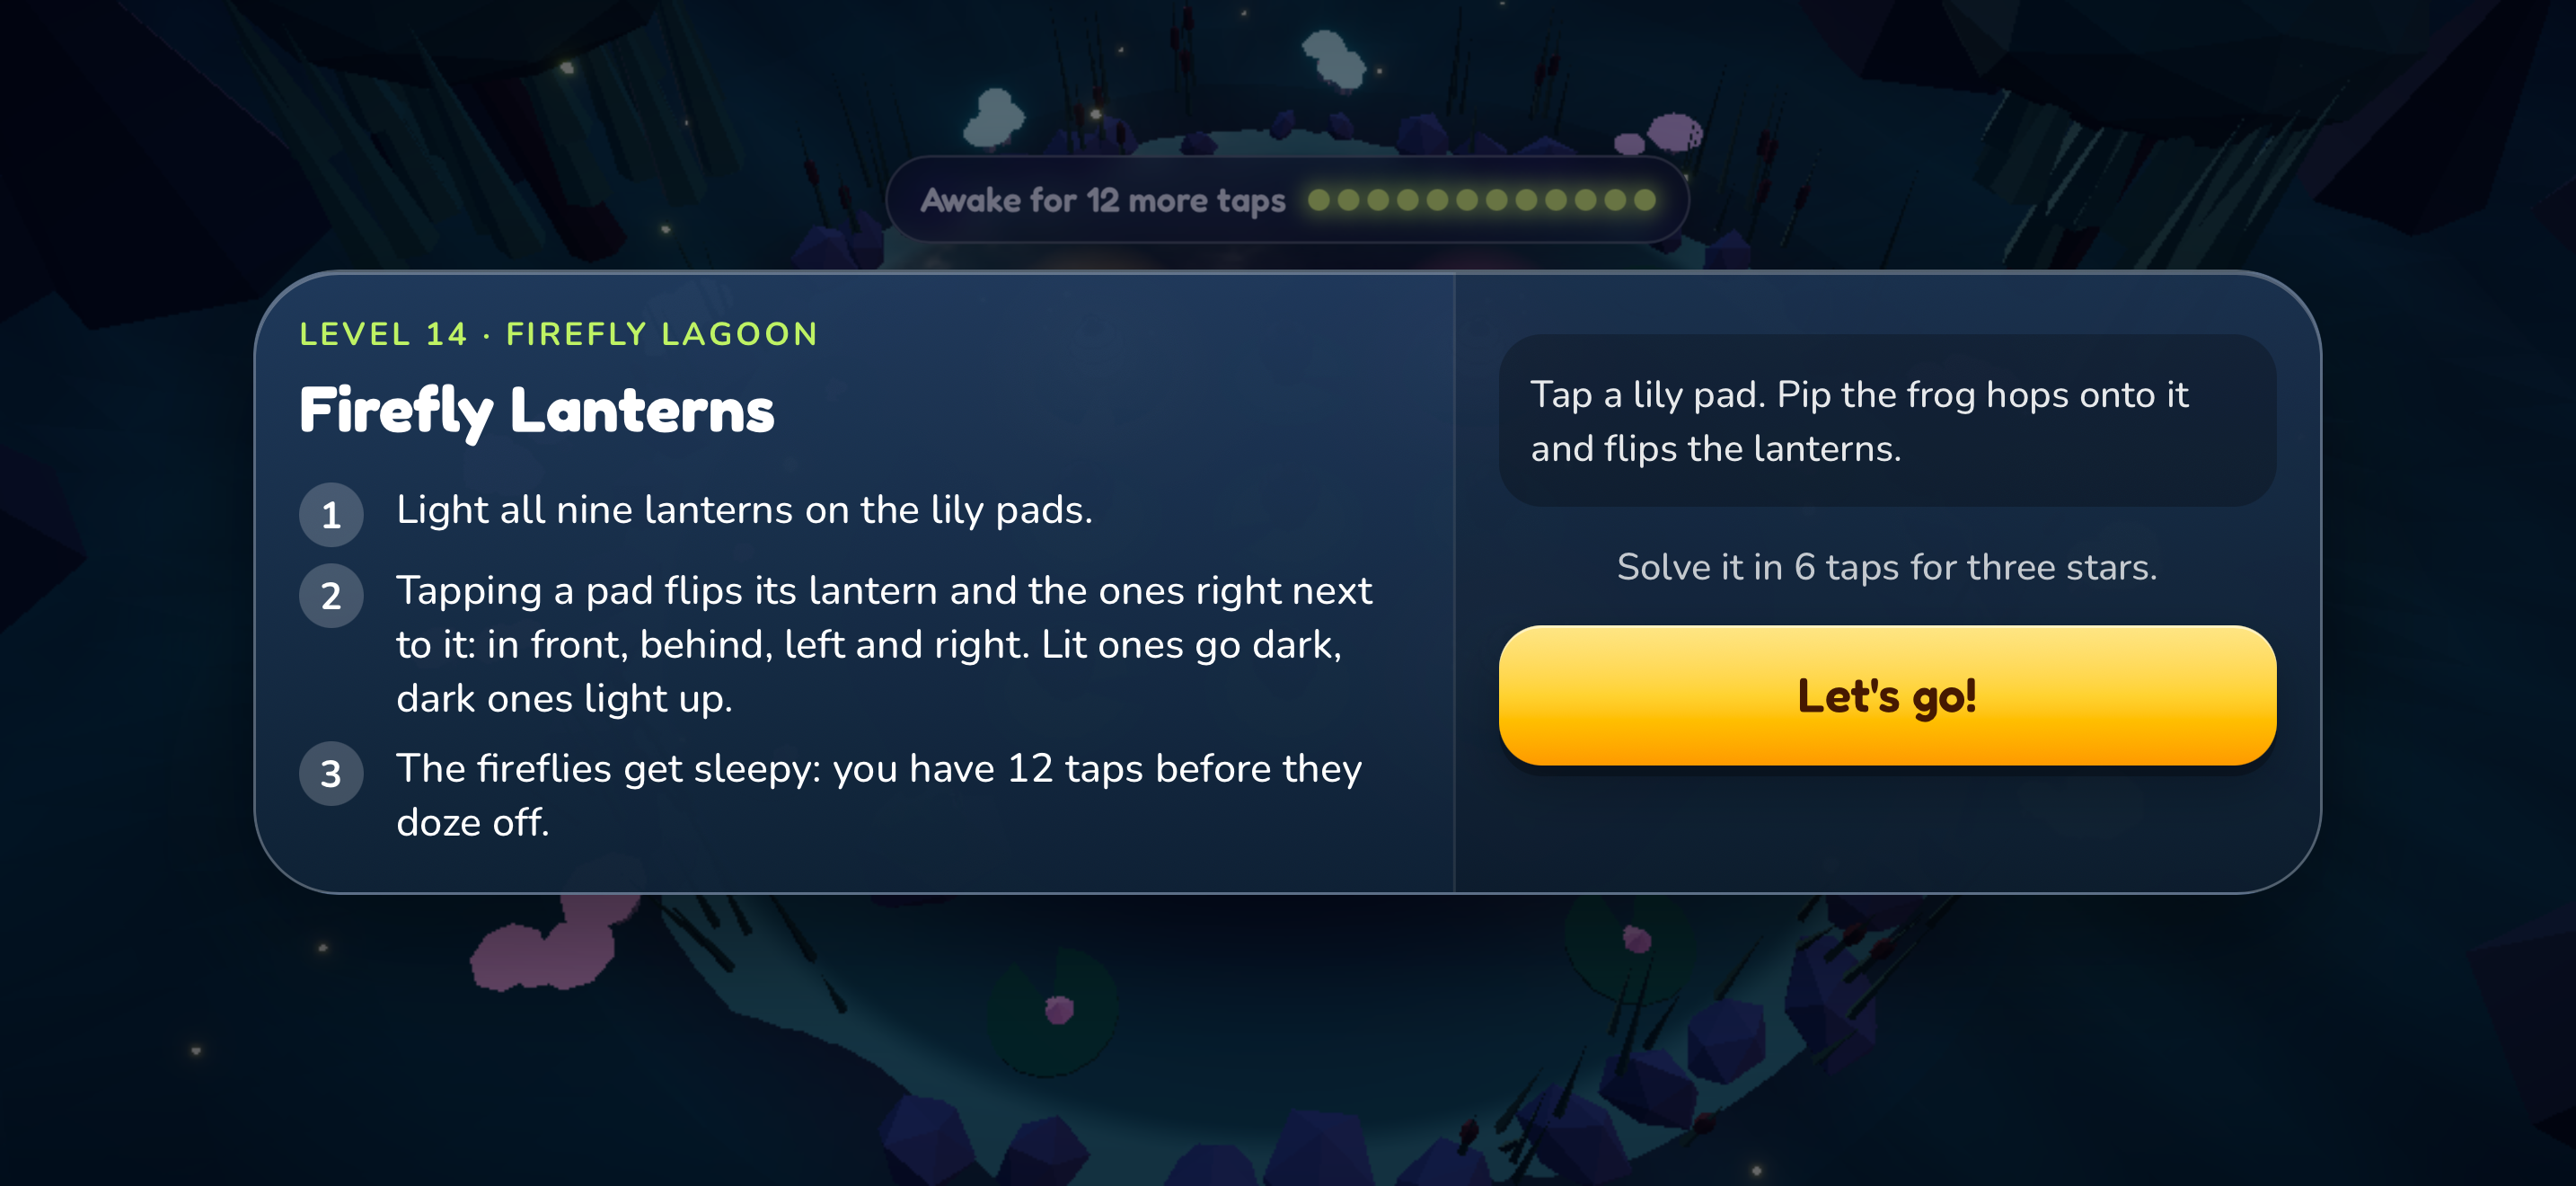 Awake for 12 more taps
LEVEL 14 · FIREFLY LAGOON
Firefly Lanterns
1 Light all nine lanterns on the lily pads.
2 Tapping a pad flips its lantern and the ones right next
to it: in front, behind, left and right. Lit ones go dark,
dark ones light up.
3 The fireflies get sleepy: you have 12 taps before they
doze off.
Tap a lily pad. Pip the frog hops onto it
and flips the lanterns.
Solve it in 6 taps for three stars.
Let's go!